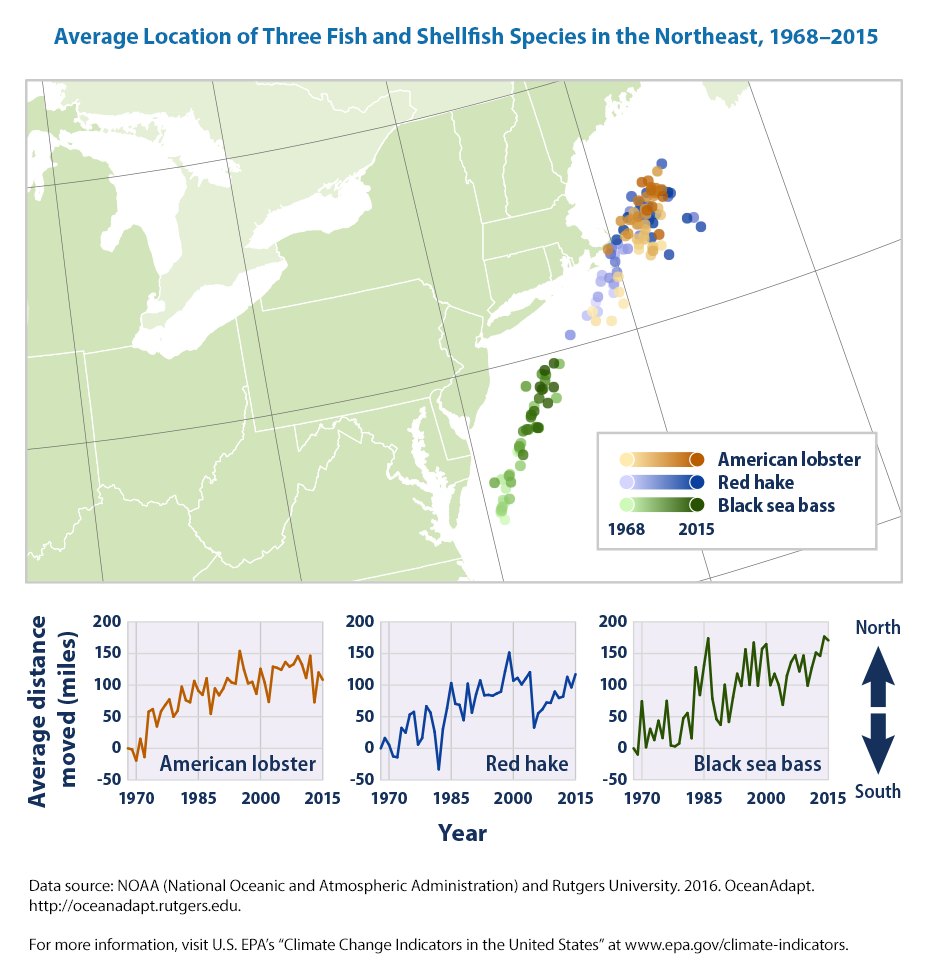 Average Location of Three Fish and Shellfish Species in the Northeast, 1968–2015
American lobster
Red hake
Black sea bass
1968 2015
Average distance
moved (miles)
200
150
100
50
0
-50
American lobster
1970 1985 2000 2015
200
150
100
50
0
-50
Red hake
1970 1985 2000 2015
200
150
100
50
0
-50
Black sea bass
1970 1985 2000 2015
North
South
Year
Data source: NOAA (National Oceanic and Atmospheric Administration) and Rutgers University. 2016. OceanAdapt.
http://oceanadapt.rutgers.edu.
For more information, visit U.S. EPA’s “Climate Change Indicators in the United States” at www.epa.gov/climate-indicators.